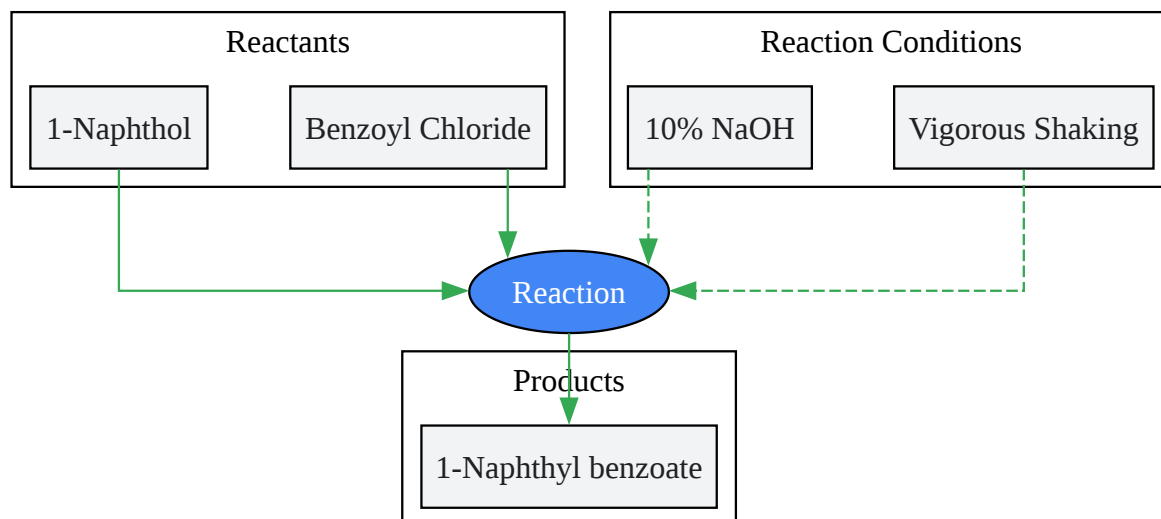 Reactants
Reaction Conditions
1-Naphthol
Benzoyl Chloride
10% NaOH
Vigorous Shaking
Reaction
Products
1-Naphthyl benzoate